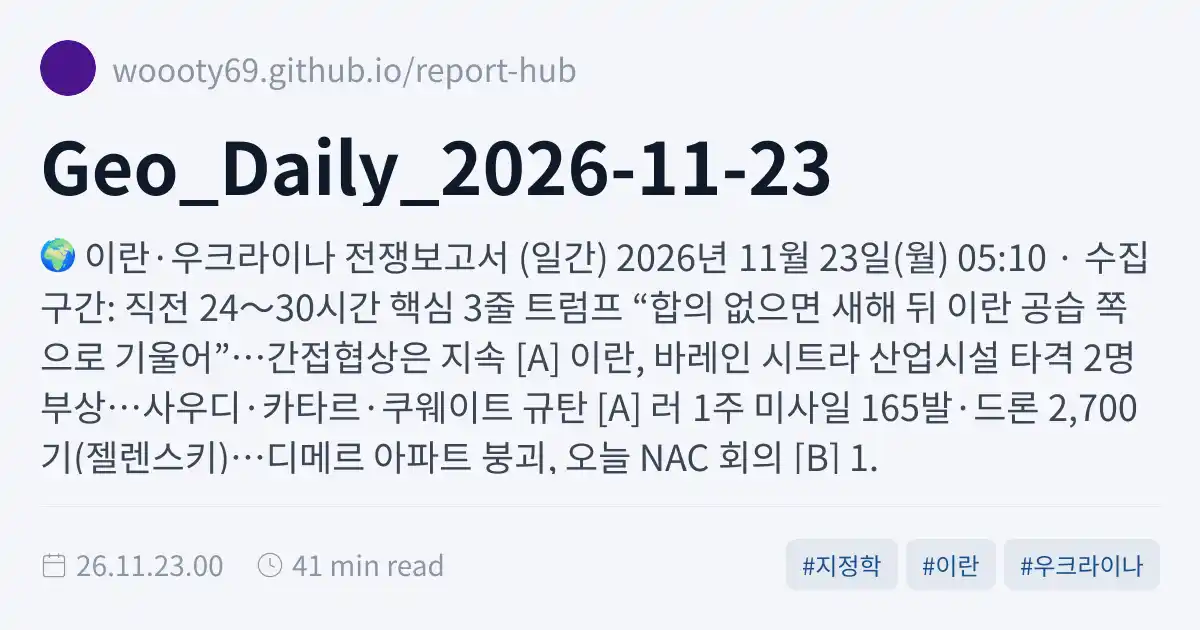 woooty69.github.io/report-hub
Geo_Daily_2026-11-23
🌍 이란·우크라이나 전쟁보고서 (일간) 2026년 11월 23일(월) 05:10 · 수집
구간: 직전 24～30시간 핵심 3줄 트럼프 “합의 없으면 새해 뒤 이란 공습 쪽
으로 기울어”…간접협상은 지속 [A] 이란, 바레인 시트라 산업시설 타격 2명
부상…사우디·카타르·쿠웨이트 규탄 [A] 러 1주 미사일 165발·드론 2,700
기(젤렌스키)…디메르 아파트 붕괴, 오늘 NAC 회의 [B] 1.
26.11.23.00
41 min read
#지정학
#이란
#우크라이나